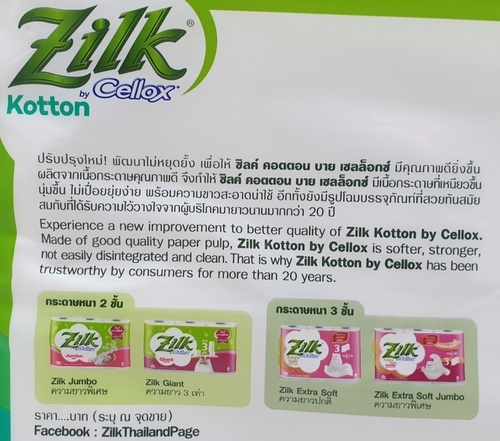 Zilk®
by Cellox
Kotton
ปรับปรุงใหม่! พัฒนาไม่หยุดยั้ง เพื่อให้ ซิลค์ คอตตอน บาย เซลล็อกซ์ มีคุณภาพดียิ่งขึ้น
ผลิตจากเนื้อกระดาษคุณภาพดี จึงทำให้ ซิลค์ คอตตอน บาย เซลล็อกซ์ มีเนื้อกระดาษที่เหนียวขึ้น
นุ่มขึ้น ไม่เปื่อยยุ่ยง่าย พร้อมความขาวสะอาดน่าใช้ อีกทั้งยังมีรูปโฉมบรรจุภัณฑ์ที่สวยทันสมัย
สมกับที่ได้รับความไว้วางใจจากผู้บริโภคมายาวนานมากกว่า 20 ปี
Experience a new improvement to better quality of Zilk Kotton by Cellox.
Made of good quality paper pulp, Zilk Kotton by Cellox is softer, stronger,
not easily disintegrated and clean. That is why Zilk Kotton by Cellox has been
trustworthy by consumers for more than 20 years.
กระดาษหนา 2 ชั้น
กระดาษหนา 3 ชั้น
Zilk Zilk Zilk Zilk
Jumbo Giant 3 3
Zilk Jumbo
ความยาวพิเศษ
Zilk Giant
ความยาว 3 เท่า
Zilk Extra Soft
ความยาวปกติ
Zilk Extra Soft Jumbo
ความยาวพิเศษ
ราคา....บาท (ระบุ ณ จุดขาย)
Facebook : ZilkThailandPage